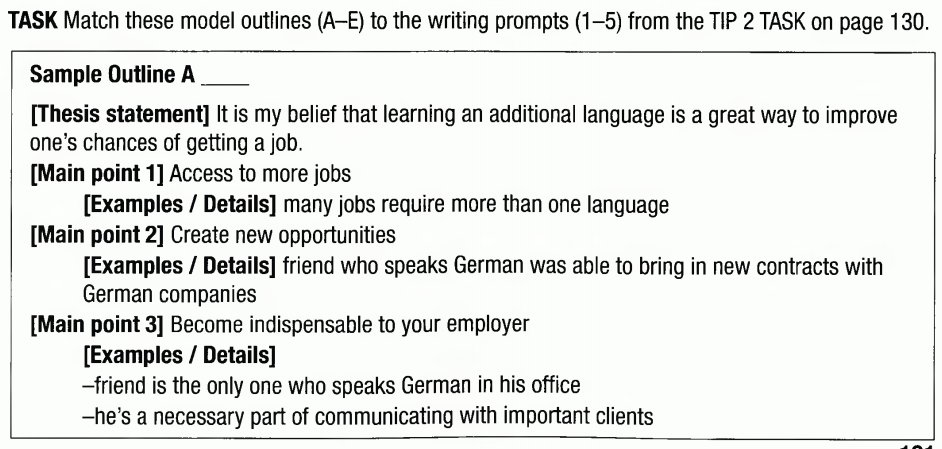 TASK Match these model outlines (A–E) to the writing prompts (1–5) from the TIP 2 TASK on page 130.
Sample Outline A ____
[Thesis statement] It is my belief that learning an additional language is a great way to improve
one's chances of getting a job.
[Main point 1] Access to more jobs
[Examples / Details] many jobs require more than one language
[Main point 2] Create new opportunities
[Examples / Details] friend who speaks German was able to bring in new contracts with
German companies
[Main point 3] Become indispensable to your employer
[Examples / Details]
–friend is the only one who speaks German in his office
–he's a necessary part of communicating with important clients